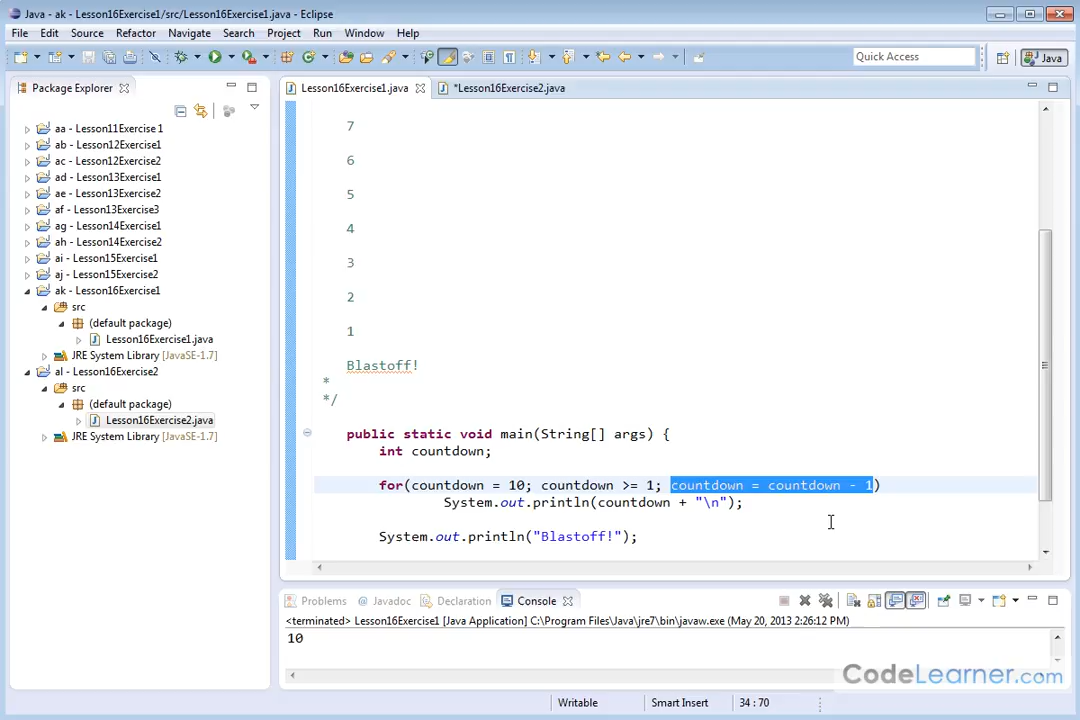 Java - ak - Lesson16Exercise1/src/Lesson16Exercise1.java - Eclipse
File Edit Source Refactor Navigate Search Project Run Window Help
Quick Access
Java
Package Explorer
Lesson16Exercise1.java
*Lesson16Exercise2.java
aa - Lesson11Exercise1
ab - Lesson12Exercise1
ac - Lesson12Exercise2
ad - Lesson13Exercise1
ae - Lesson13Exercise2
af - Lesson13Exercise3
ag - Lesson14Exercise1
ah - Lesson14Exercise2
ai - Lesson15Exercise1
aj - Lesson15Exercise2
ak - Lesson16Exercise1
src
(default package)
Lesson16Exercise1.java
JRE System Library [JavaSE-1.7]
al - Lesson16Exercise2
src
(default package)
Lesson16Exercise2.java
JRE System Library [JavaSE-1.7]
7
6
5
4
3
2
1
Blastoff!
*
*/
public static void main(String[] args) {
int countdown;
for(countdown = 10; countdown >= 1; countdown = countdown - 1)
System.out.println(countdown + "\n");
System.out.println("Blastoff!");
Problems @ Javadoc Declaration Console
<terminated> Lesson16Exercise1 [Java Application] C:\Program Files\Java\jre7\bin\javaw.exe (May 20, 2013 2:26:12 PM)
10
CodeLearner.com
Writable Smart Insert 34 : 70